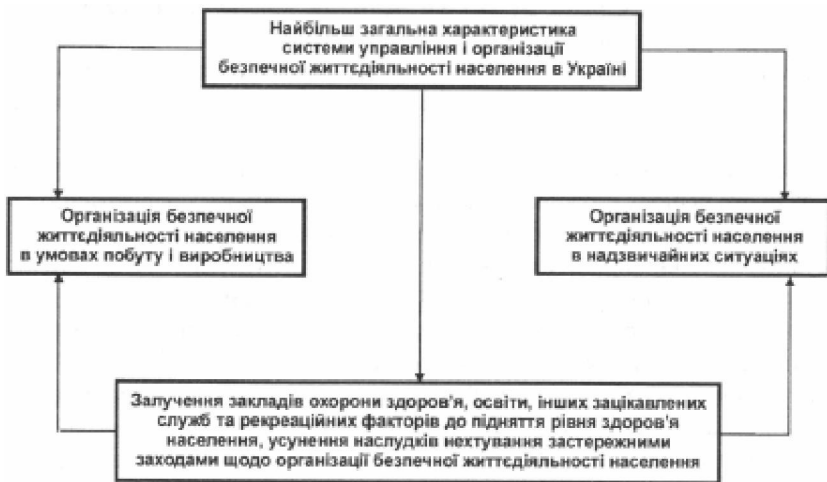 Найбільш загальна характеристика
системи управління і організації
безпечної життєдіяльності населення в Україні
Організація безпечної
життєдіяльності населення
в умовах побуту і виробництва
Організація безпечної
життєдіяльності населення
в надзвичайних ситуаціях
Залучення закладів охорони здоров'я, освіти, інших зацікавлених
служб та рекреаційних факторів до підняття рівня здоров'я
населення, усунення наслудків нехтування застережними
заходами щодо організації безпечної життєдіяльності населення